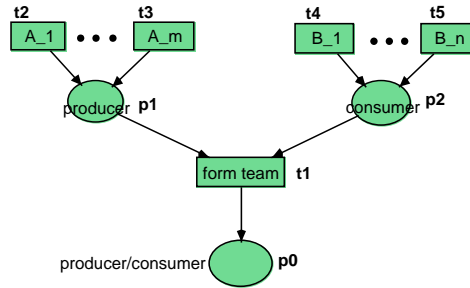 t2 t3 t4 t5
A_1 A_m B_1 B_n
producer p1 consumer p2
form team t1
producer/consumer p0